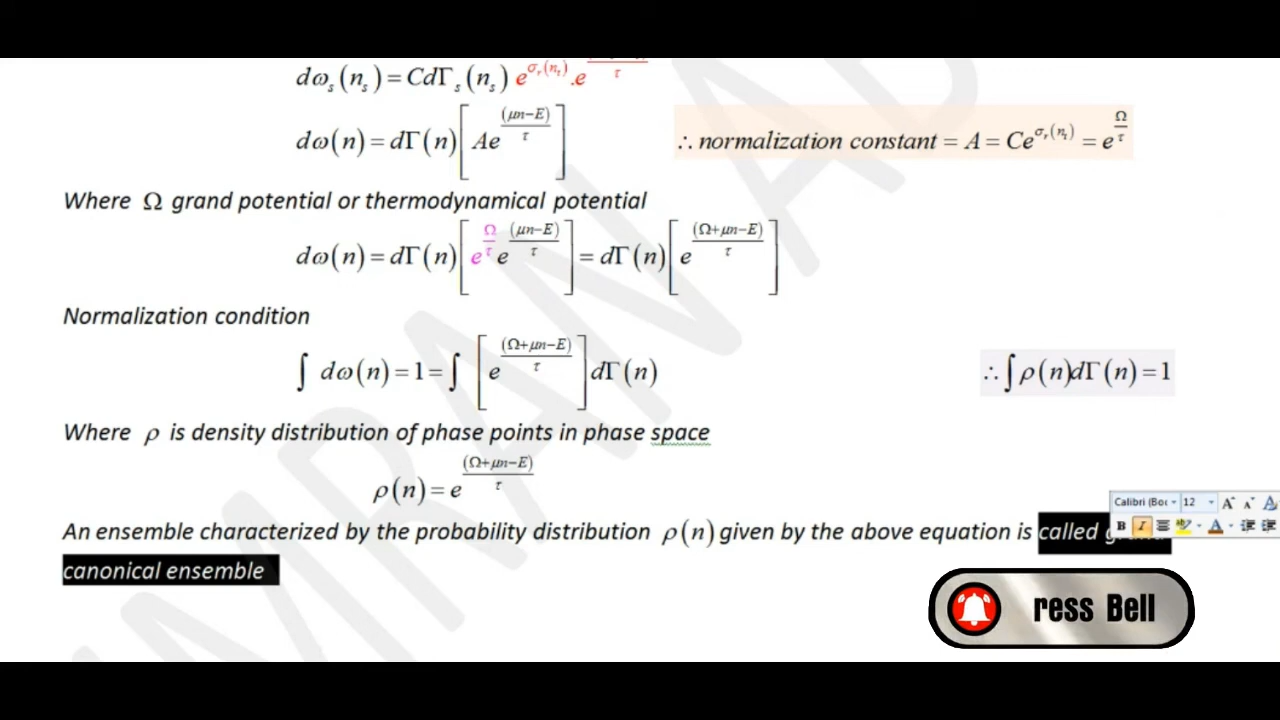 dω_s(n_s) = CdΓ_s(n_s) e^{σ_r(n_t)} .e^{/τ}
dω(n) = dΓ(n)[Ae^{(μn−E)/τ}] ∴ normalization constant = A = Ce^{σ_r(n_t)} = e^{Ω/τ}
Where Ω grand potential or thermodynamical potential
dω(n) = dΓ(n)[e^{Ω/τ} e^{(μn−E)/τ}] = dΓ(n)[e^{(Ω+μn−E)/τ}]
Normalization condition
∫ dω(n) = 1 = ∫ [e^{(Ω+μn−E)/τ}] dΓ(n) ∴ ∫ρ(n)dΓ(n) = 1
Where ρ is density distribution of phase points in phase space
ρ(n) = e^{(Ω+μn−E)/τ}
Calibri (Boc 12 A A
B I A
An ensemble characterized by the probability distribution ρ(n) given by the above equation is called
canonical ensemble
ress Bell